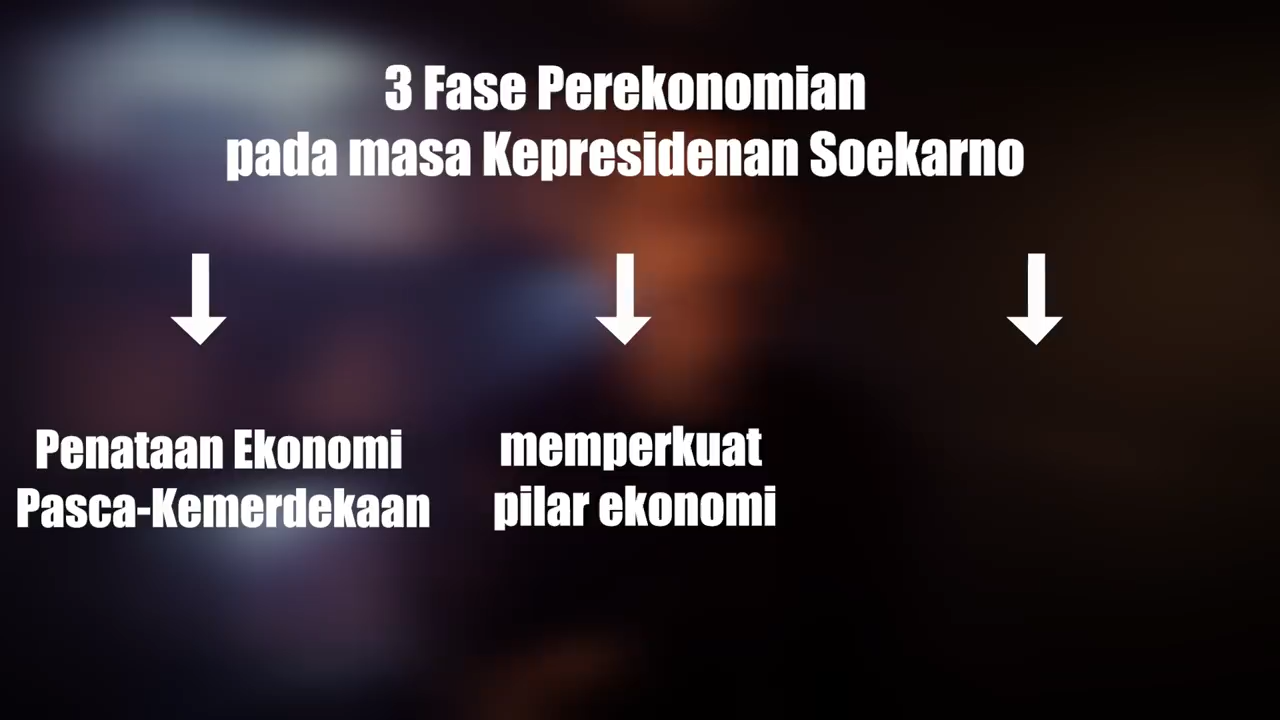 3 Fase Perekonomian
pada masa Kepresidenan Soekarno
Penataan Ekonomi
Pasca-Kemerdekaan
memperkuat
pilar ekonomi